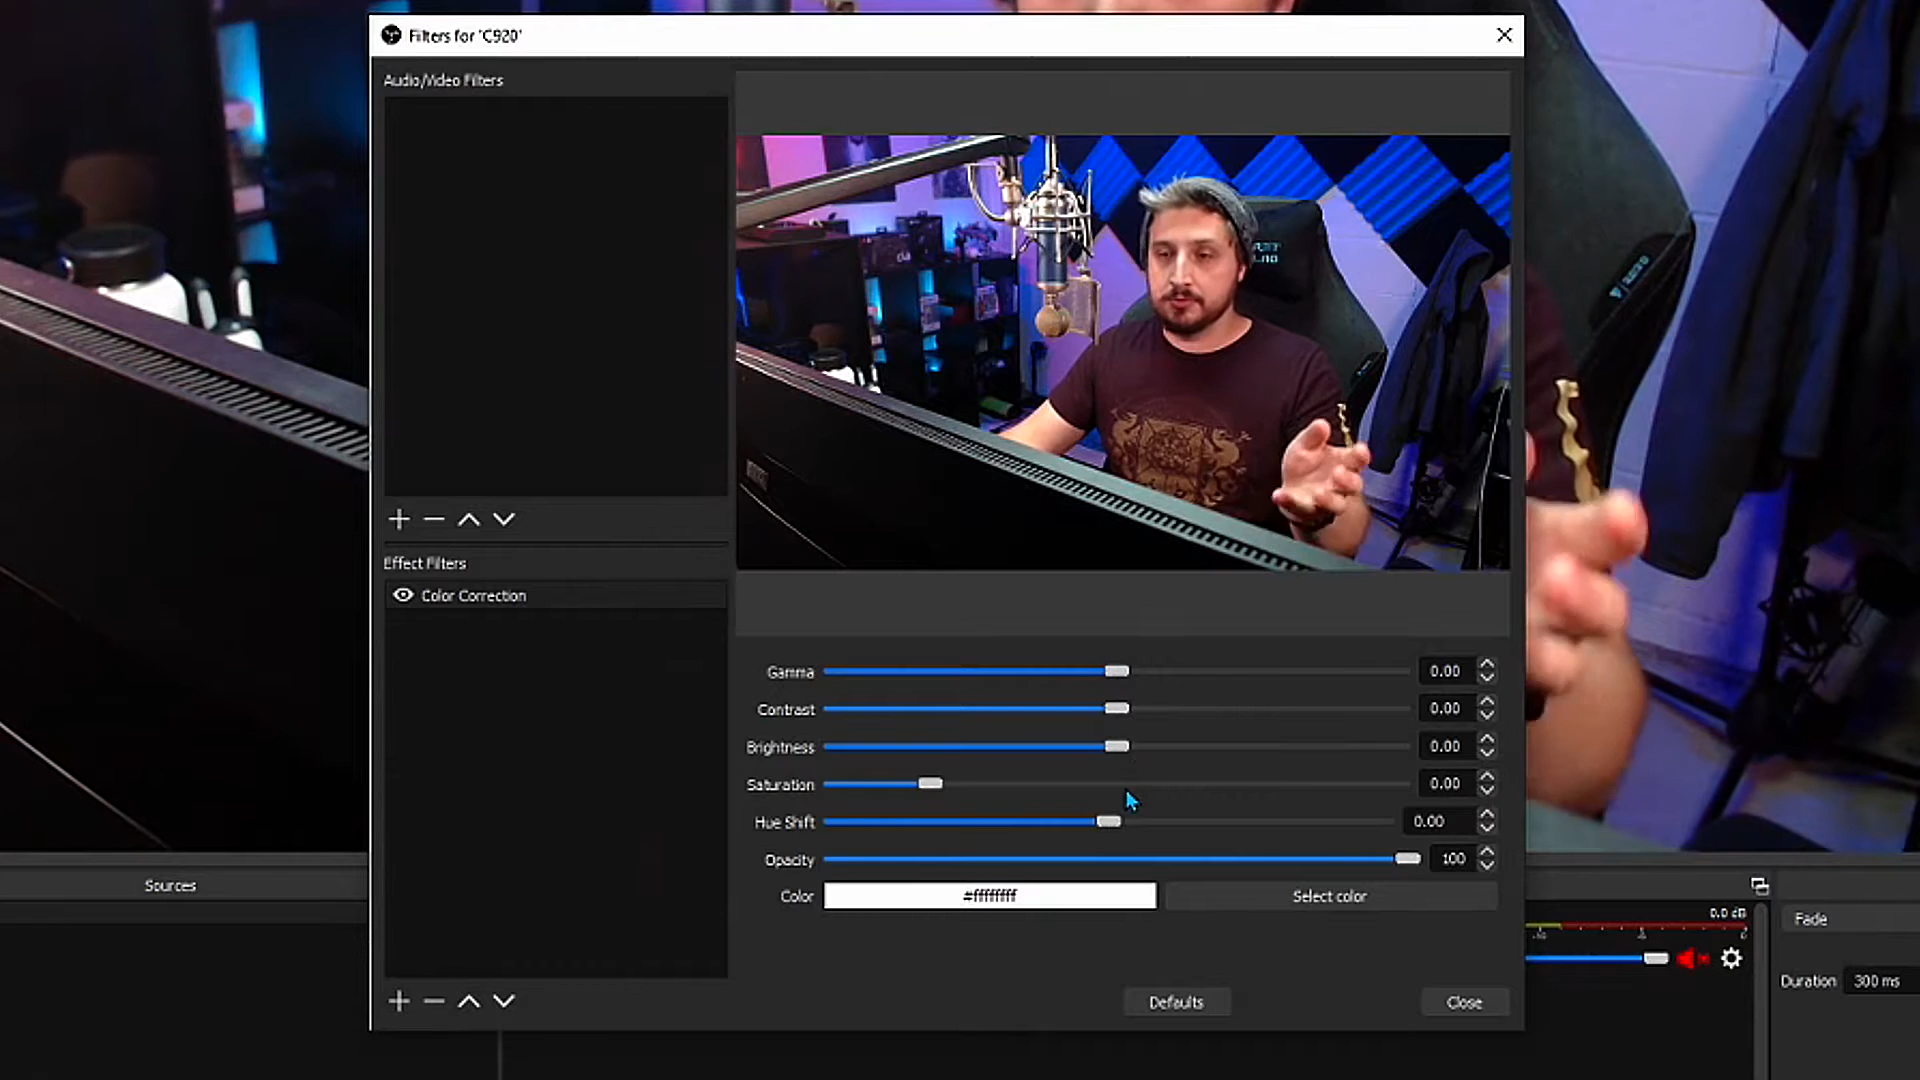 Filters for 'C920'
Audio/Video Filters
Effect Filters
Color Correction
Gamma 0.00
Contrast 0.00
Brightness 0.00
Saturation 0.00
Hue Shift 0.00
Opacity 100
Color #ffffffff Select color
Defaults Close
Sources
0.0 dB
Fade
Duration 300 ms